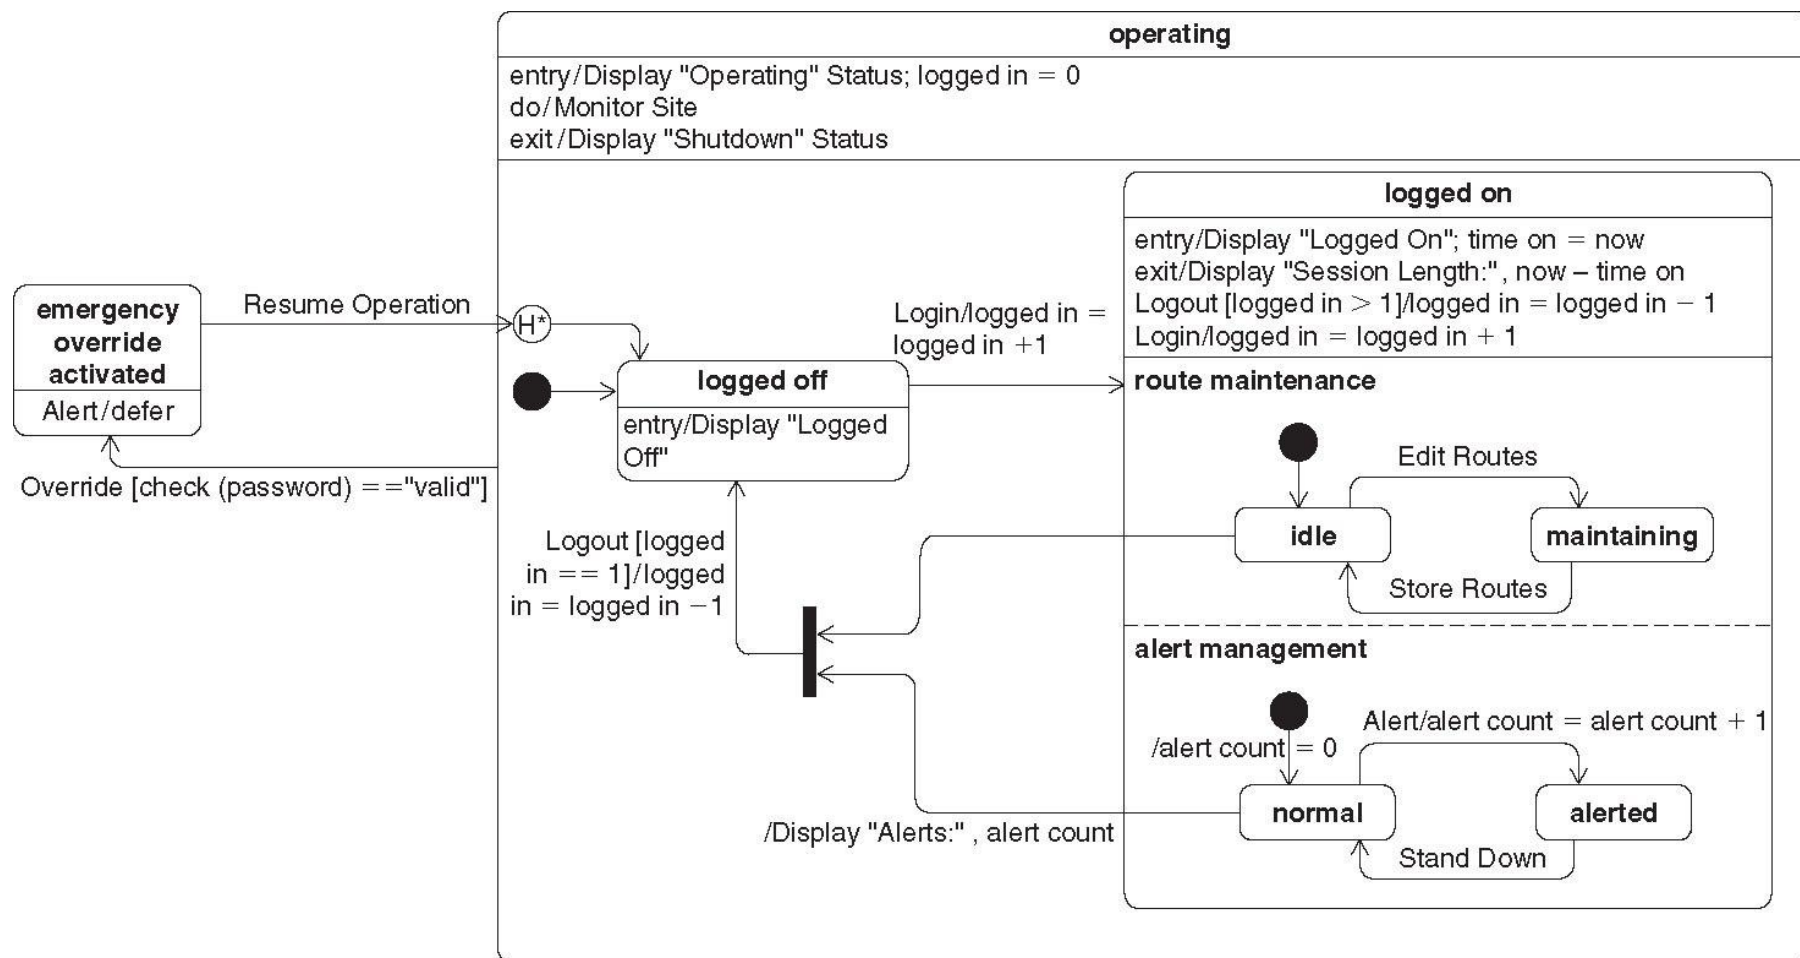 operating
entry/Display "Operating" Status; logged in = 0
do/Monitor Site
exit/Display "Shutdown" Status
logged on
entry/Display "Logged On"; time on = now
exit/Display "Session Length:", now – time on
Logout [logged in > 1]/logged in = logged in − 1
Login/logged in = logged in + 1
emergency
override
activated
Alert/defer
Resume Operation
H*
Override [check (password) =="valid"]
logged off
entry/Display "Logged
Off"
Login/logged in =
logged in +1
Logout [logged
in == 1]/logged
in = logged in −1
route maintenance
Edit Routes
idle
maintaining
Store Routes
alert management
Alert/alert count = alert count + 1
/alert count = 0
normal
alerted
Stand Down
/Display "Alerts:" , alert count